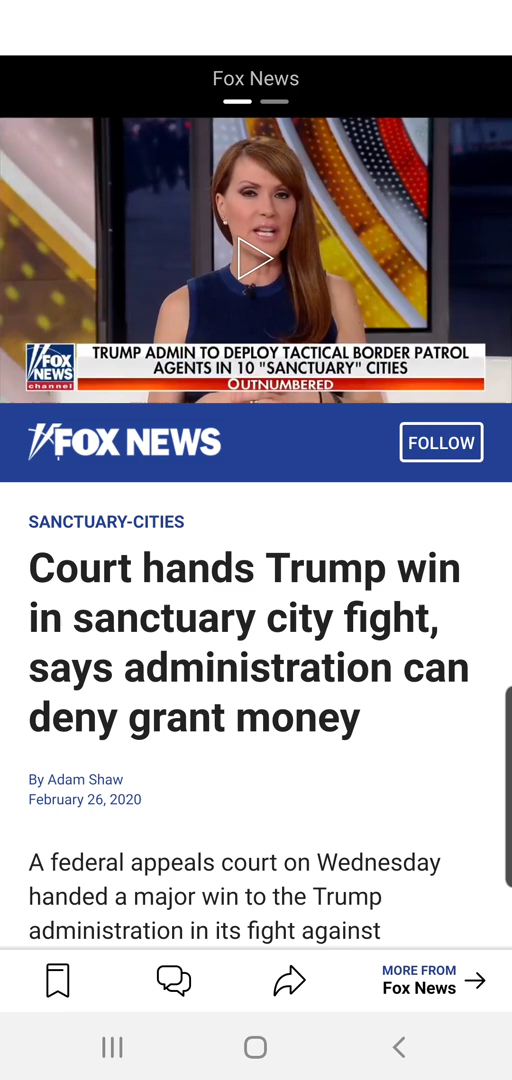 Fox News
FOX
NEWS
channel
TRUMP ADMIN TO DEPLOY TACTICAL BORDER PATROL
AGENTS IN 10 "SANCTUARY" CITIES
OUTNUMBERED
FOX NEWS
FOLLOW
SANCTUARY-CITIES
Court hands Trump win
in sanctuary city fight,
says administration can
deny grant money
By Adam Shaw
February 26, 2020
A federal appeals court on Wednesday
handed a major win to the Trump
administration in its fight against
MORE FROM
Fox News